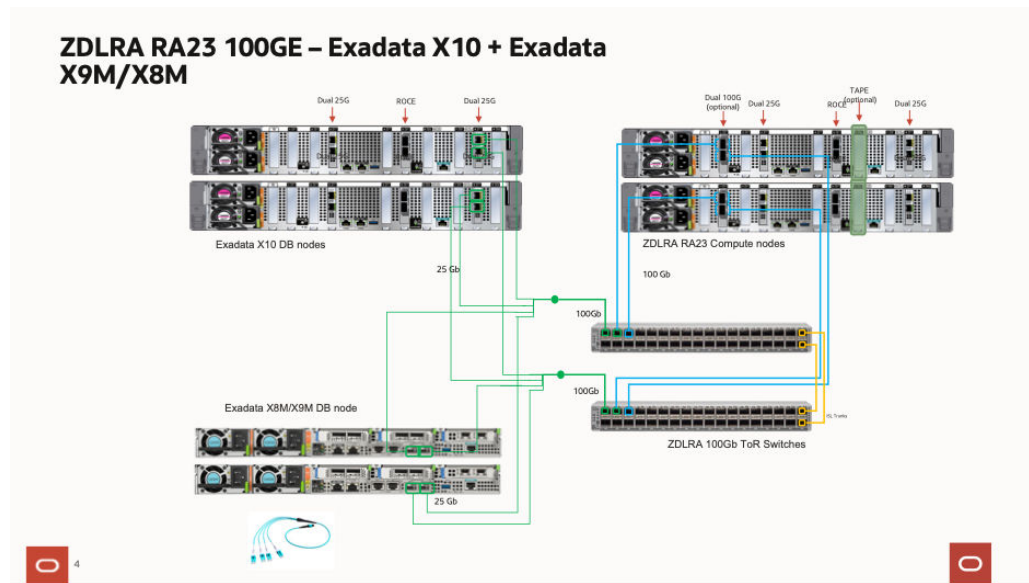 ZDLRA RA23 100GE – Exadata X10 + Exadata
X9M/X8M
Dual 25G
ROCE
Dual 25G
Dual 100G
(optional)
Dual 25G
ROCE
TAPE
(optional)
Dual 25G
Exadata X10 DB nodes
ZDLRA RA23 Compute nodes
25 Gb
100 Gb
100Gb
100Gb
Exadata X8M/X9M DB node
ISL Trunks
ZDLRA 100Gb ToR Switches
25 Gb
4